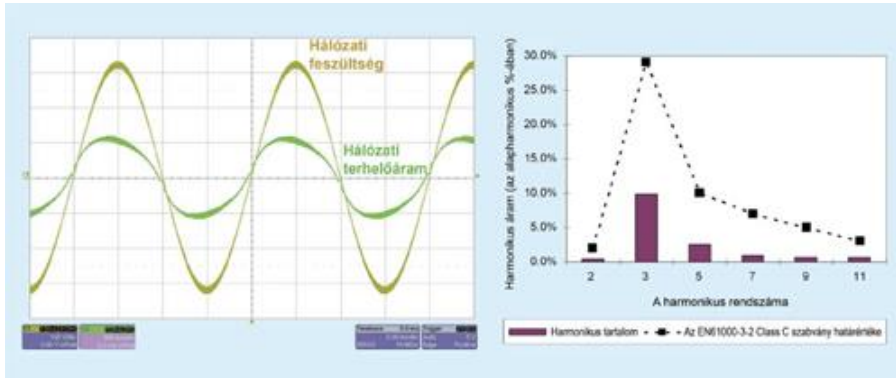 Hálózati
feszültség
Hálózati
terhelőáram
Harmonikus áram (az alapharmonikus %-ában)
30.0%
25.0%
20.0%
15.0%
10.0%
5.0%
0.0%
2 3 5 7 9 11
A harmonikus rendszáma
Harmonikus tartalom Az EN61000-3-2 Class C szabvány határértéke